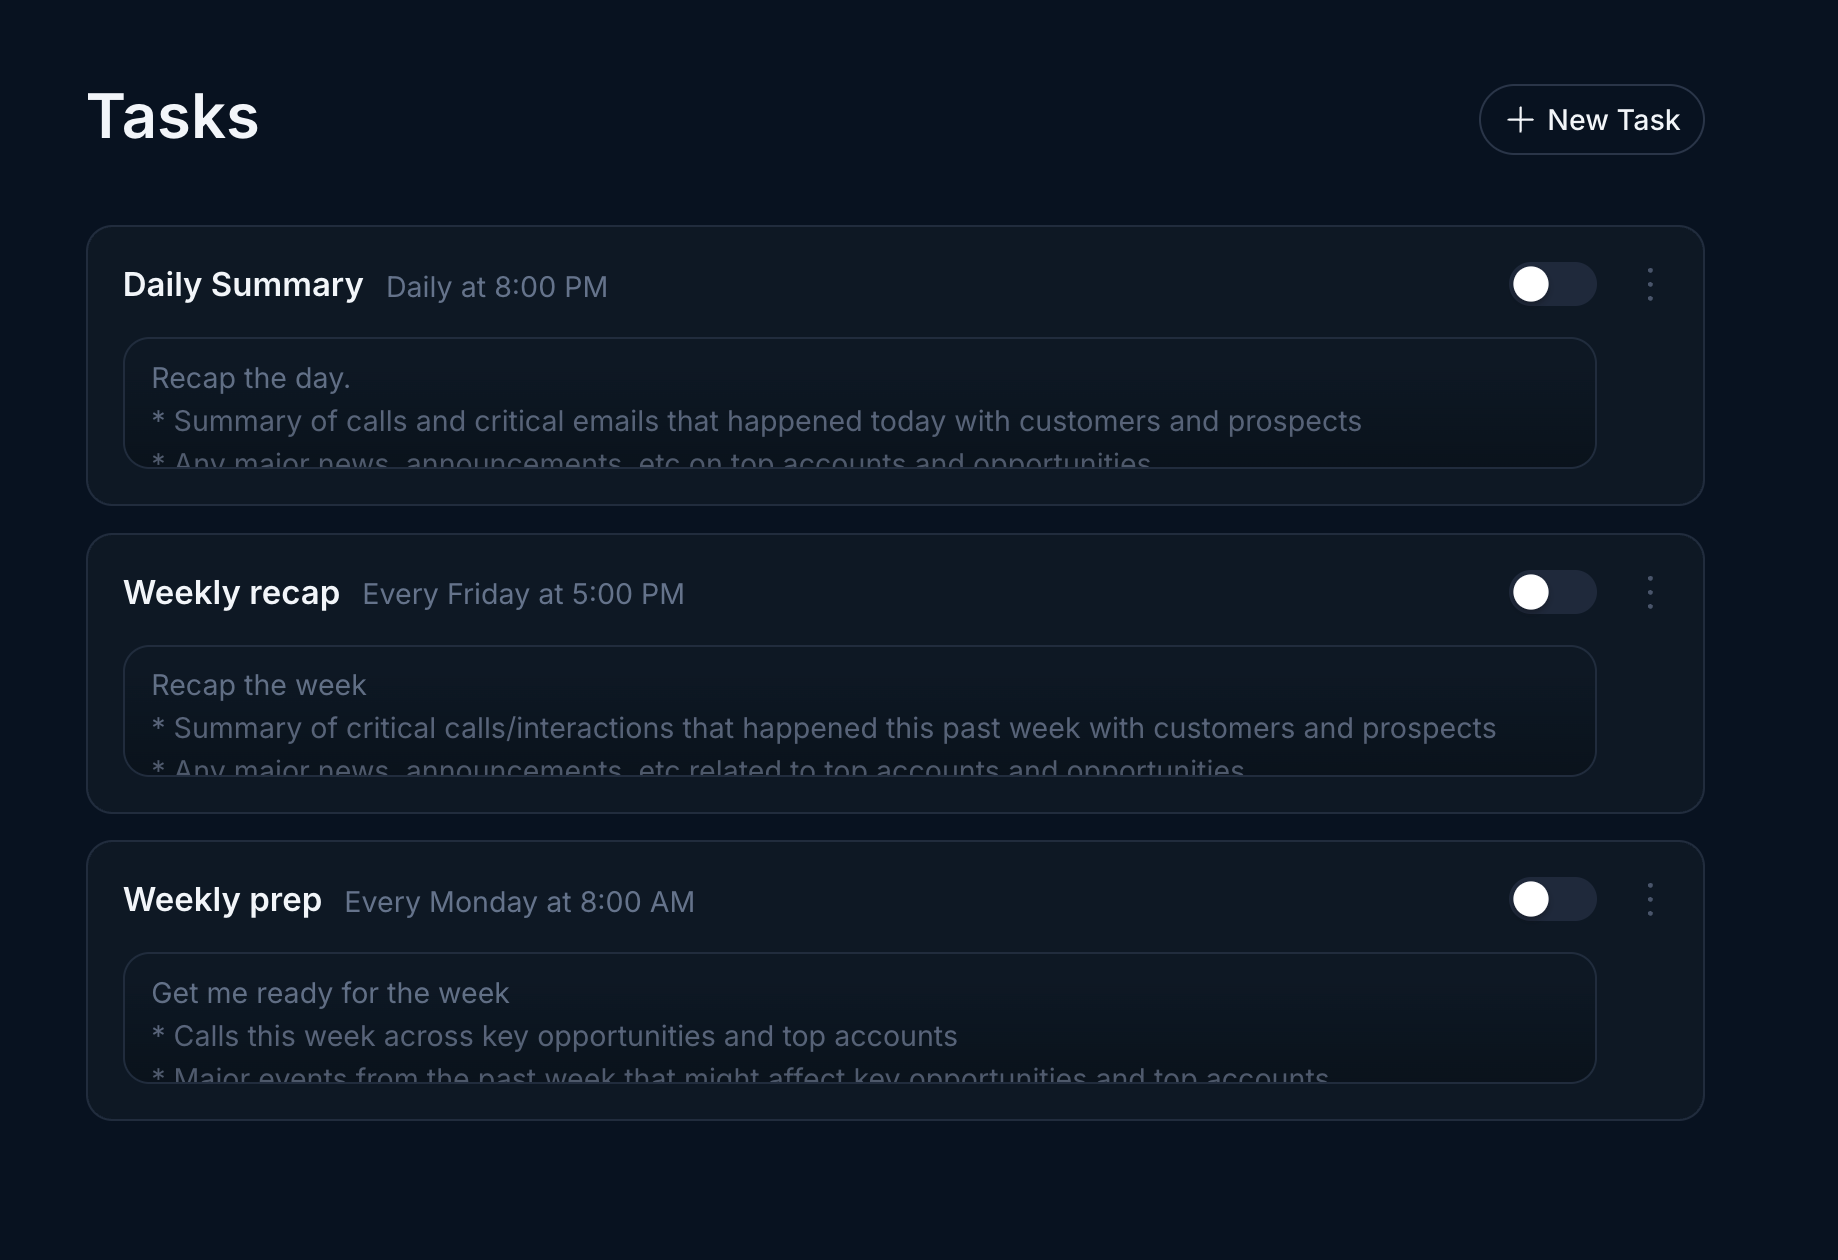 Tasks
New Task
Daily Summary Daily at 8:00 PM
Recap the day.
* Summary of calls and critical emails that happened today with customers and prospects
* Any major news, announcements, etc on top accounts and opportunities
Weekly recap Every Friday at 5:00 PM
Recap the week
* Summary of critical calls/interactions that happened this past week with customers and prospects
* Any major news, announcements, etc related to top accounts and opportunities
Weekly prep Every Monday at 8:00 AM
Get me ready for the week
* Calls this week across key opportunities and top accounts
* Major events from the past week that might affect key opportunities and top accounts